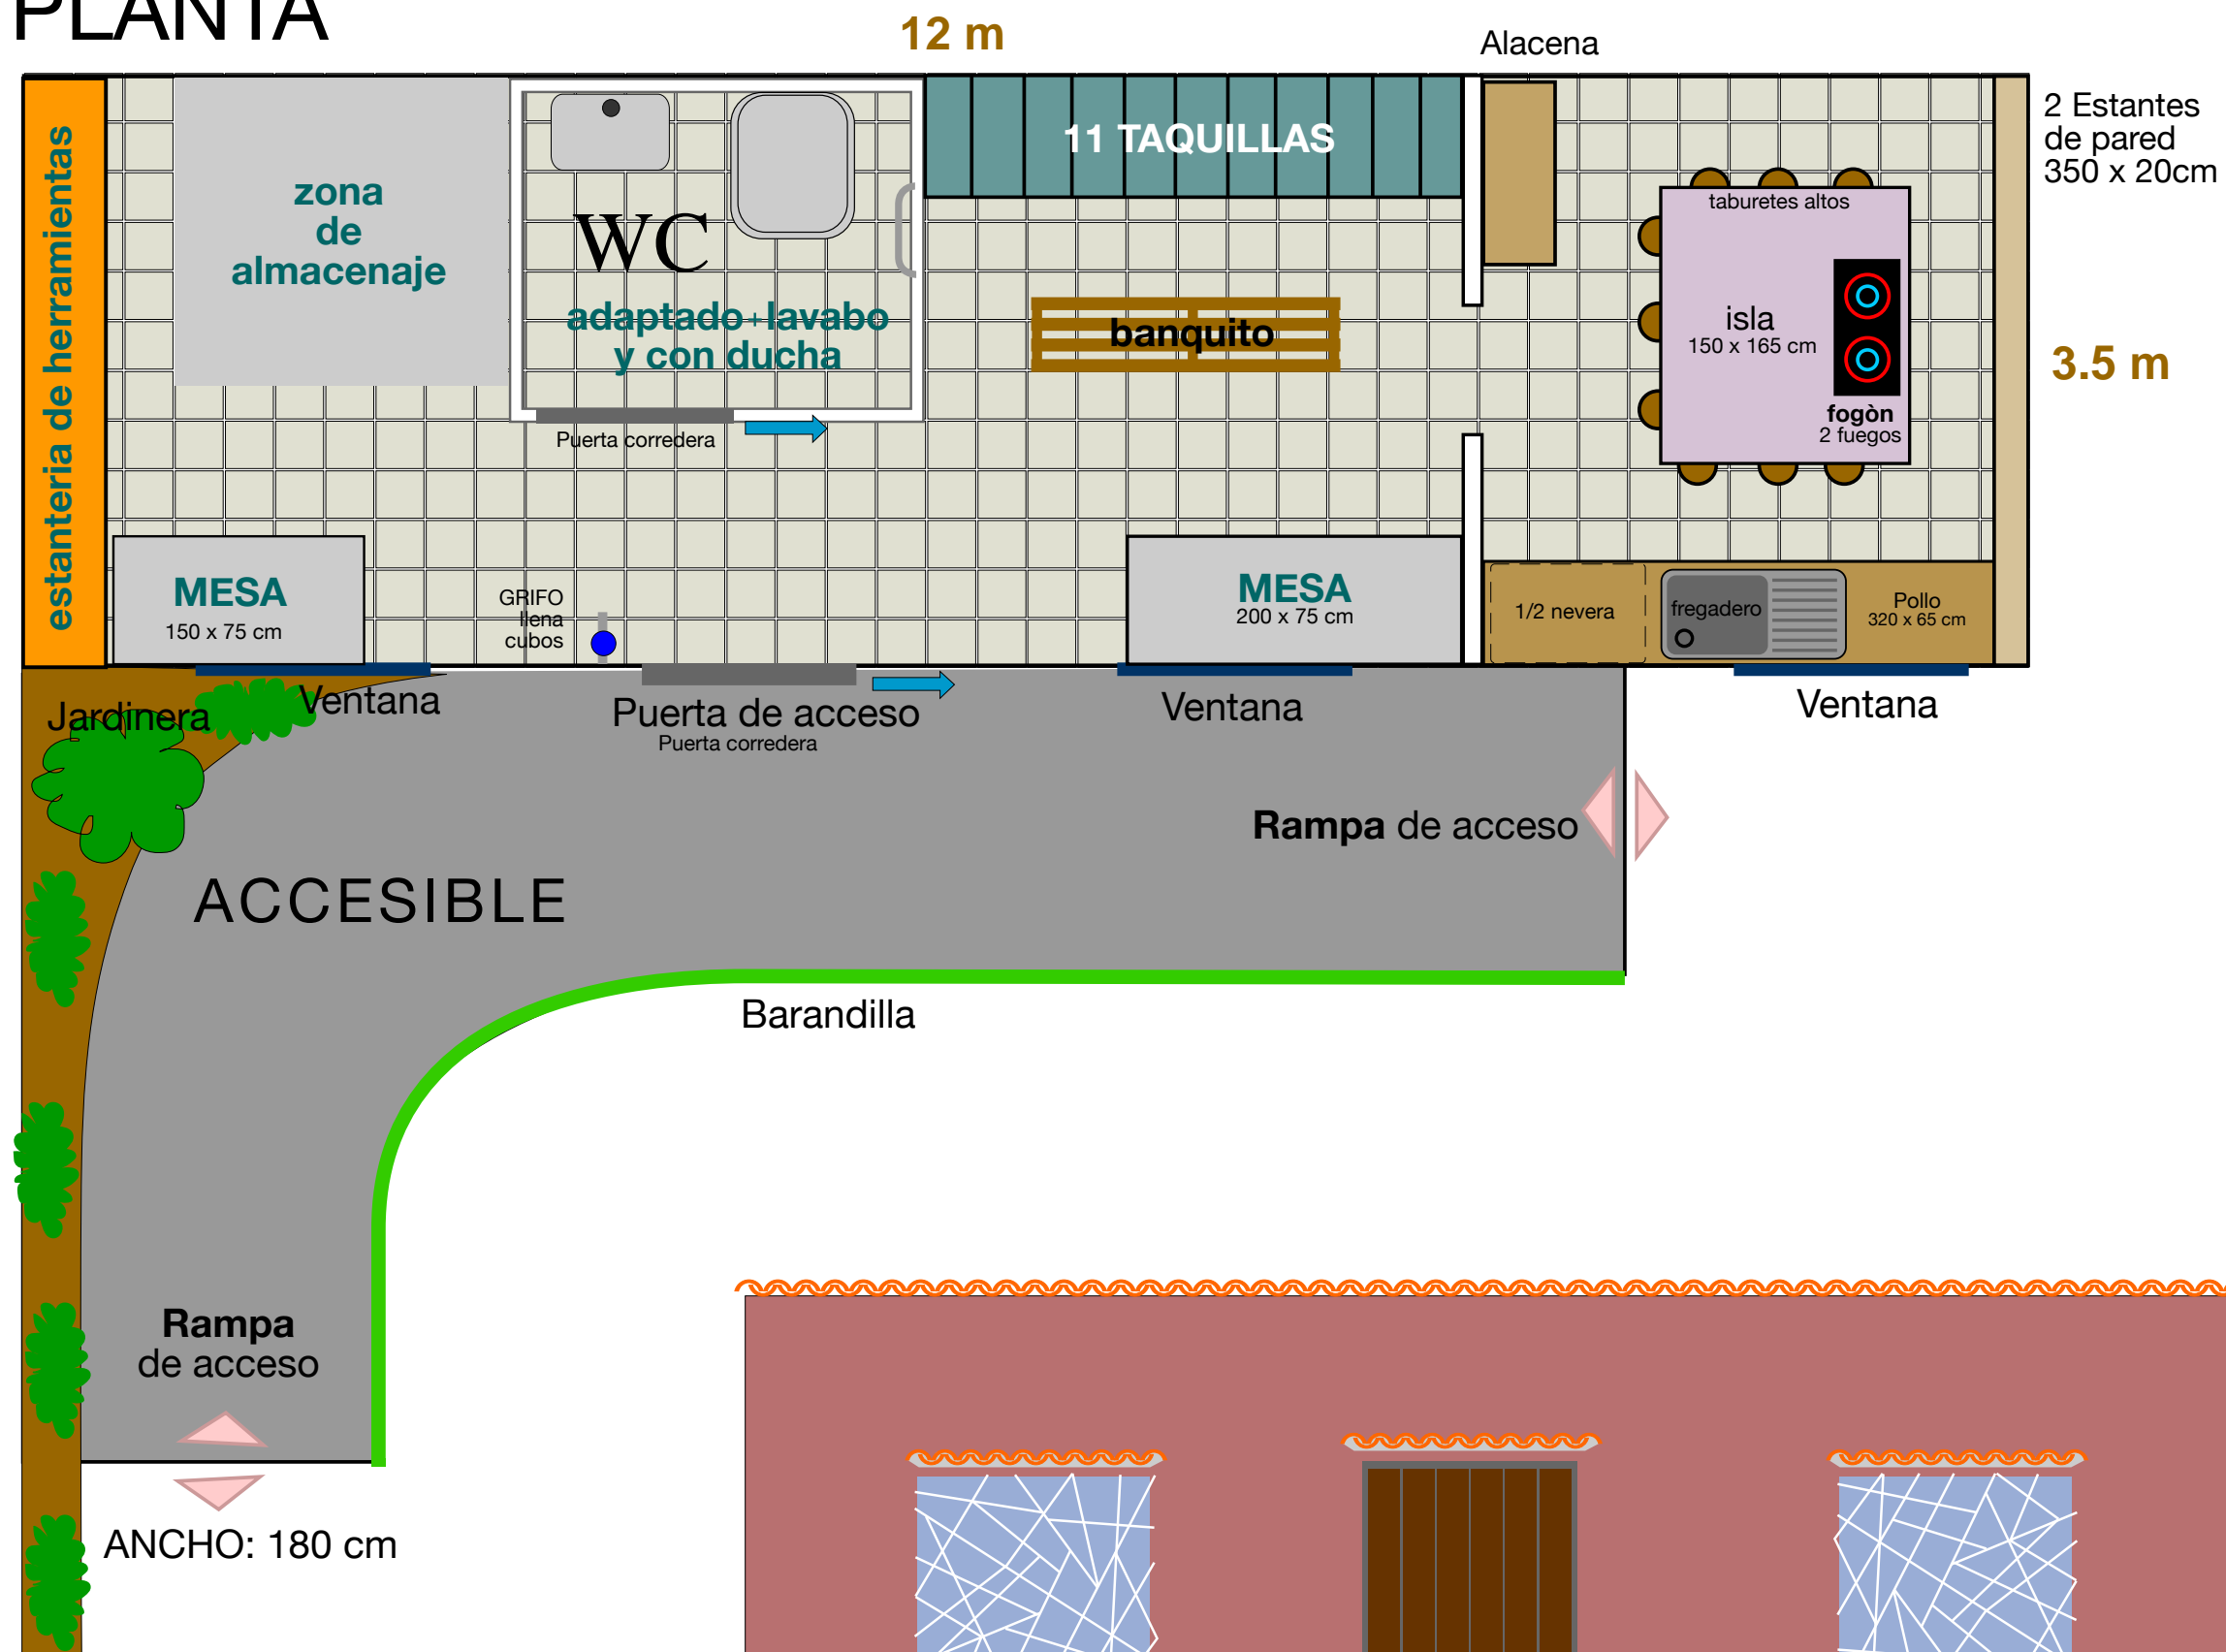 PLANTA
12 m
Alacena
2 Estantes
de pared
350 x 20cm
estanteria de herramientas
zona
de
almacenaje
WC
adaptado+lavabo
y con ducha
Puerta corredera
11 TAQUILLAS
banquito
taburetes altos
isla
150 x 165 cm
fogòn
2 fuegos
3.5 m
MESA
150 x 75 cm
GRIFO
llena
cubos
MESA
200 x 75 cm
1/2 nevera
fregadero
Pollo
320 x 65 cm
Jardinera
Ventana
Puerta de acceso
Puerta corredera
Ventana
Ventana
Rampa de acceso
ACCESIBLE
Barandilla
Rampa
de acceso
ANCHO: 180 cm